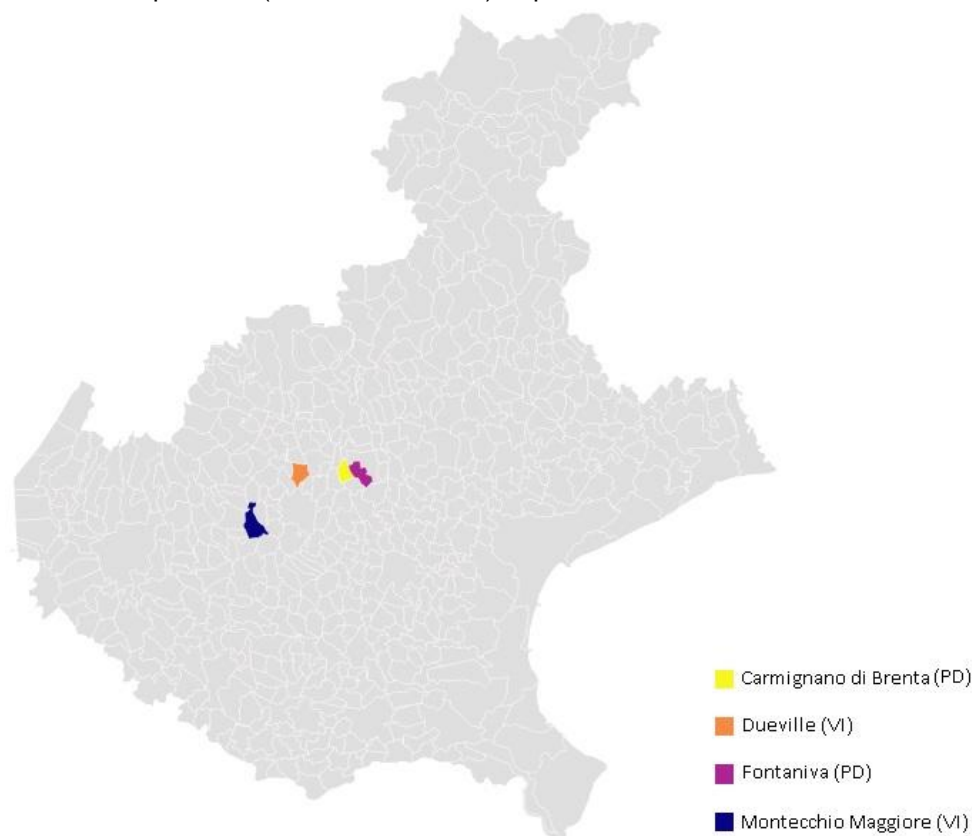 Carmignano di Brenta (PD)
Dueville (VI)
Fontaniva (PD)
Montecchio Maggiore (VI)